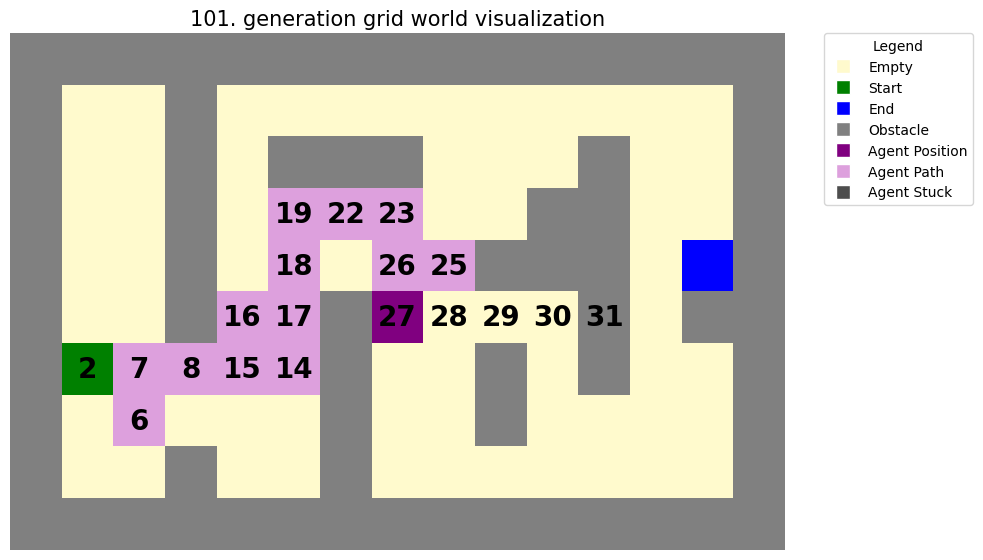 101. generation grid world visualization
Legend
Empty
Start
End
Obstacle
Agent Position
Agent Path
Agent Stuck
19 22 23
18 26 25
16 17 27 28 29 30 31
2 7 8 15 14
6